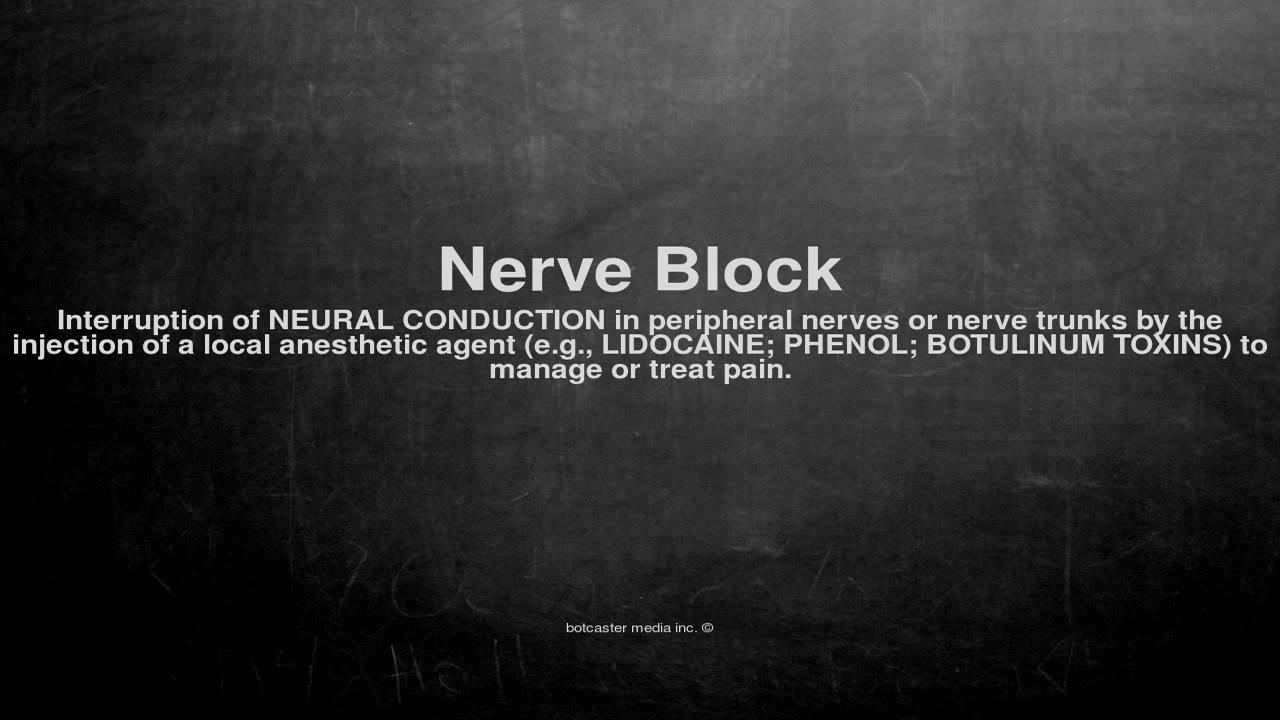 Nerve Block
Interruption of NEURAL CONDUCTION in peripheral nerves or nerve trunks by the
injection of a local anesthetic agent (e.g., LIDOCAINE; PHENOL; BOTULINUM TOXINS) to
manage or treat pain.
botcaster media inc. ©